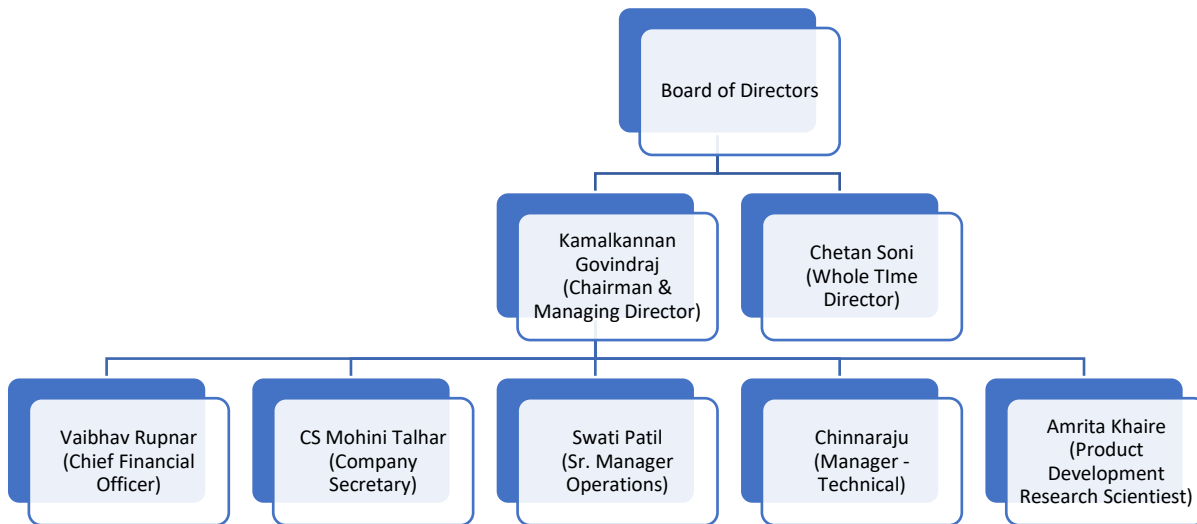 Board of Directors
Kamalkannan
Govindraj
(Chairman &
Managing Director)
Chetan Soni
(Whole TIme
Director)
Vaibhav Rupnar
(Chief Financial
Officer)
CS Mohini Talhar
(Company
Secretary)
Swati Patil
(Sr. Manager
Operations)
Chinnaraju
(Manager -
Technical)
Amrita Khaire
(Product
Development
Research Scientiest)